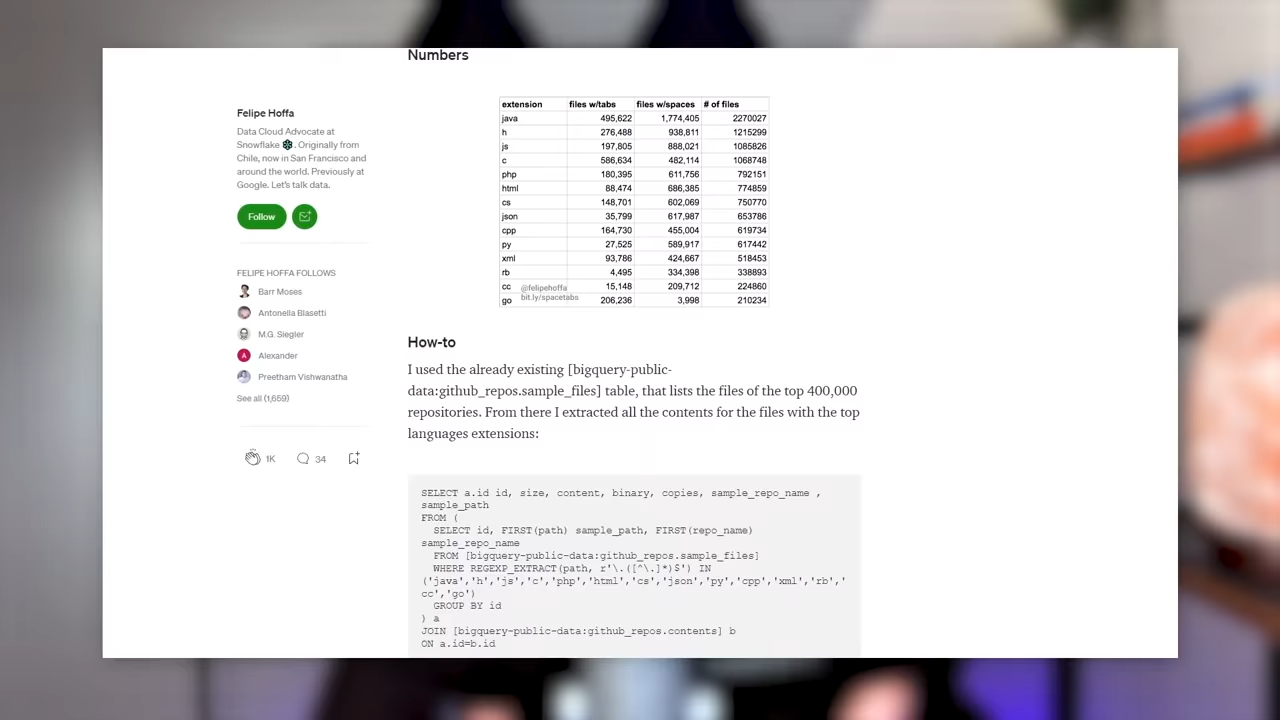 Numbers
Felipe Hoffa
Data Cloud Advocate at
Snowflake . Originally from
Chile, now in San Francisco and
around the world. Previously at
Google. Let's talk data.
Follow
FELIPE HOFFA FOLLOWS
Barr Moses
Antonella Blasetti
M.G. Siegler
A Alexander
Preetham Vishwanatha
See all (1,659)
1K 34
extension files w/tabs files w/spaces # of files
java 495,622 1,774,405 2270027
h 276,488 938,811 1215299
js 197,805 888,021 1085826
c 586,634 482,114 1068748
php 180,395 611,756 792151
html 88,474 686,385 774859
cs 148,701 602,069 750770
json 35,799 617,987 653786
cpp 164,730 455,004 619734
py 27,525 589,917 617442
xml 93,786 424,667 518453
rb 4,495 334,398 338893
cc 15,148 209,712 224860
go 206,236 3,998 210234
@felipehoffa
bit.ly/spacetabs
How-to
I used the already existing [bigquery-public-
data:github_repos.sample_files] table, that lists the files of the top 400,000
repositories. From there I extracted all the contents for the files with the top
languages extensions:
SELECT a.id id, size, content, binary, copies, sample_repo_name ,
sample_path
FROM (
SELECT id, FIRST(path) sample_path, FIRST(repo_name)
sample_repo_name
FROM [bigquery-public-data:github_repos.sample_files]
WHERE REGEXP_EXTRACT(path, r'\.([^\.]*)$') IN
('java','h','js','c','php','html','cs','json','py','cpp','xml','rb','
cc','go')
GROUP BY id
) a
JOIN [bigquery-public-data:github_repos.contents] b
ON a.id=b.id